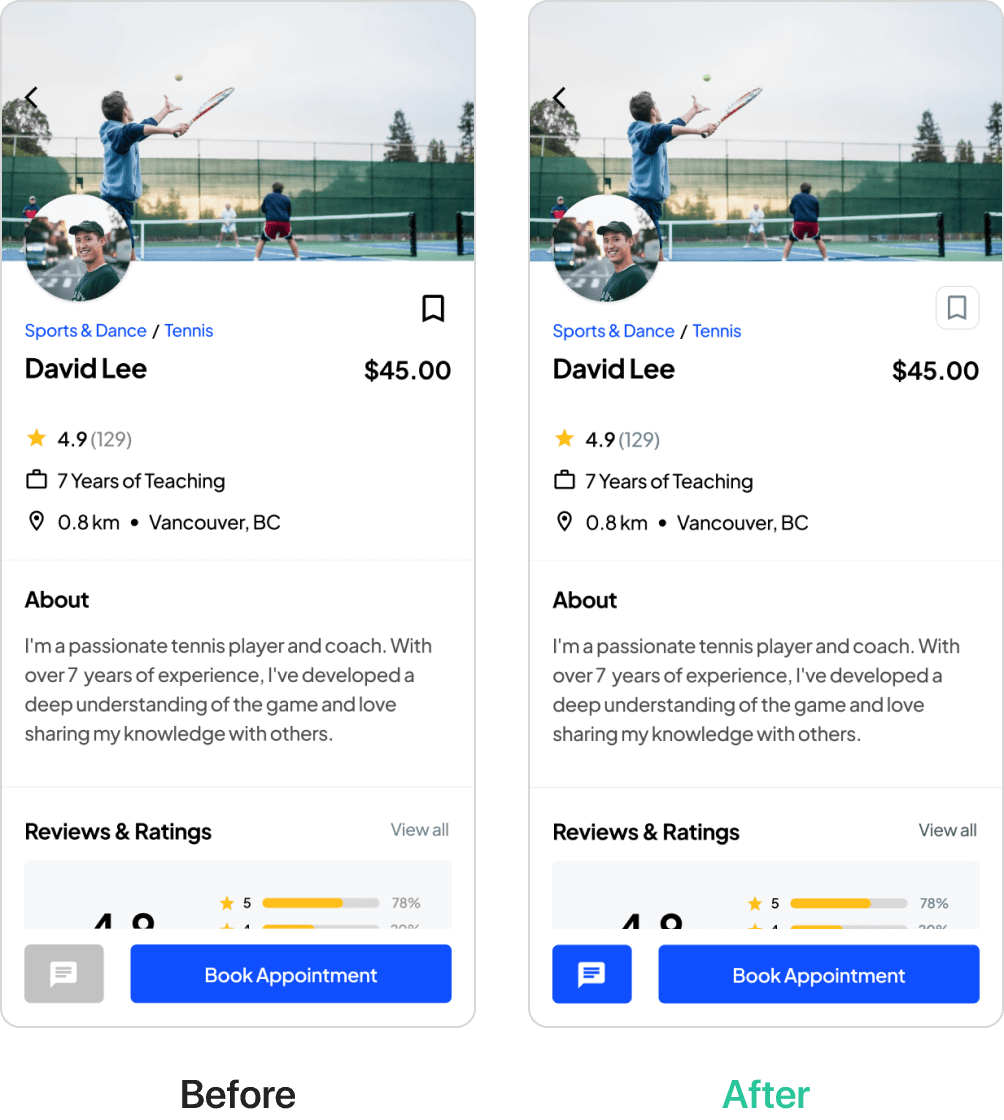 Sports & Dance / Tennis
David Lee
$45.00
4.9 (129)
7 Years of Teaching
0.8 km • Vancouver, BC
About
I'm a passionate tennis player and coach. With
over 7 years of experience, I've developed a
deep understanding of the game and love
sharing my knowledge with others.
Reviews & Ratings
View all
5 78%
4.9
4
Book Appointment
Before
Sports & Dance / Tennis
David Lee
$45.00
4.9 (129)
7 Years of Teaching
0.8 km • Vancouver, BC
About
I'm a passionate tennis player and coach. With
over 7 years of experience, I've developed a
deep understanding of the game and love
sharing my knowledge with others.
Reviews & Ratings
View all
5 78%
4.9
4
Book Appointment
After